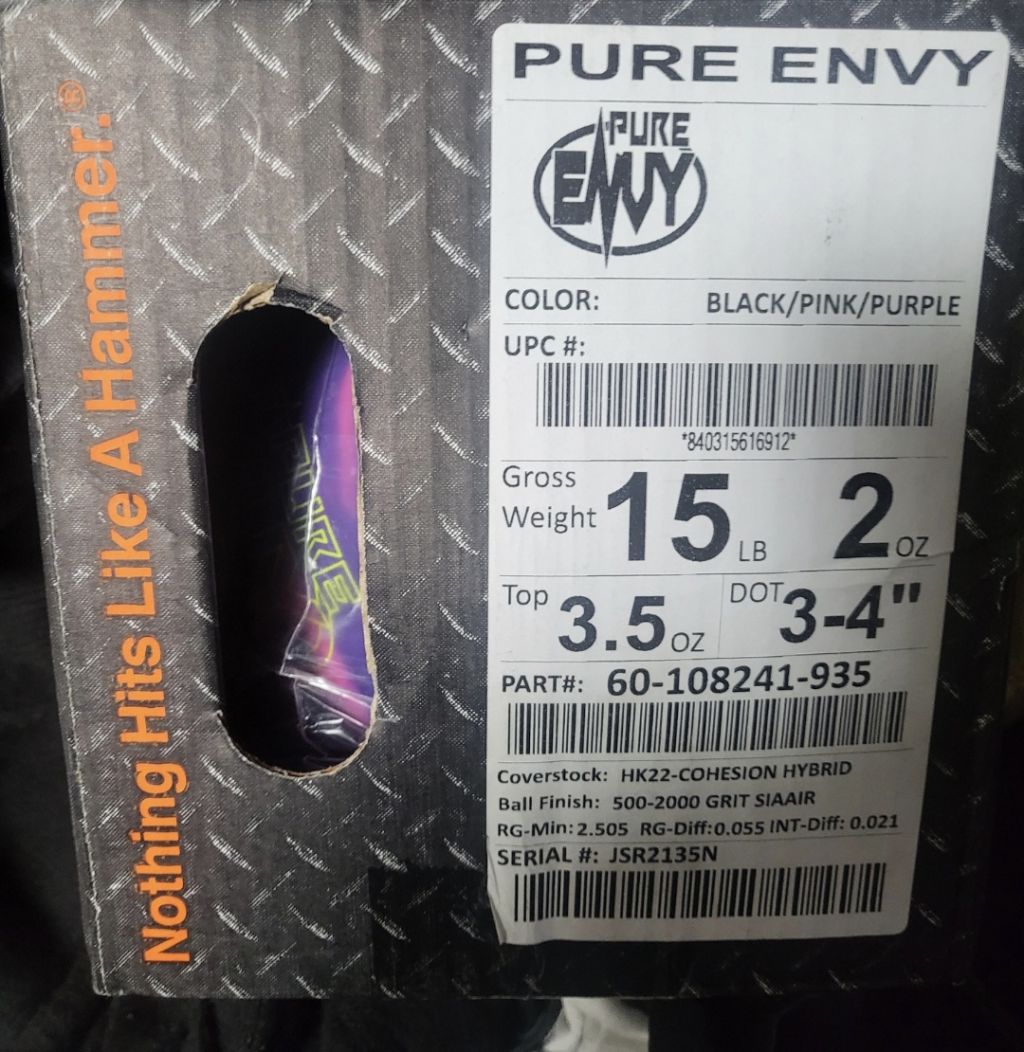 Nothing Hits Like A Hammer.®
PURE
PURE ENVY
PURE
ENVY
COLOR: BLACK/PINK/PURPLE
UPC #:
*840315616912*
Gross
Weight 15 LB 2 OZ
Top 3.5 OZ DOT 3-4"
PART#: 60-108241-935
Coverstock: HK22-COHESION HYBRID
Ball Finish: 500-2000 GRIT SIAAIR
RG-Min: 2.505 RG-Diff:0.055 INT-Diff: 0.021
SERIAL #: JSR2135N